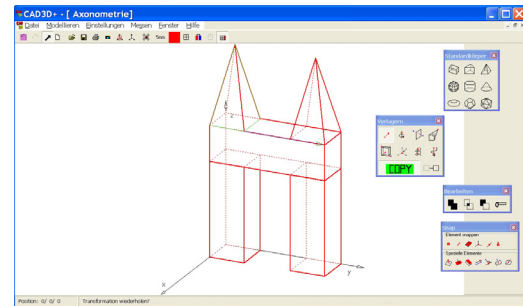 CAD3D+ - [ Axonometrie]
Datei Modellieren Einstellungen Messen Fenster Hilfe
5mm
Standardkörper
Verlagern
COPY
Bearbeiten
Snap
Element snappen
Spezielle Elemente
z
x
y
Position: 0/ 0/ 0 Transformation wiederholen!